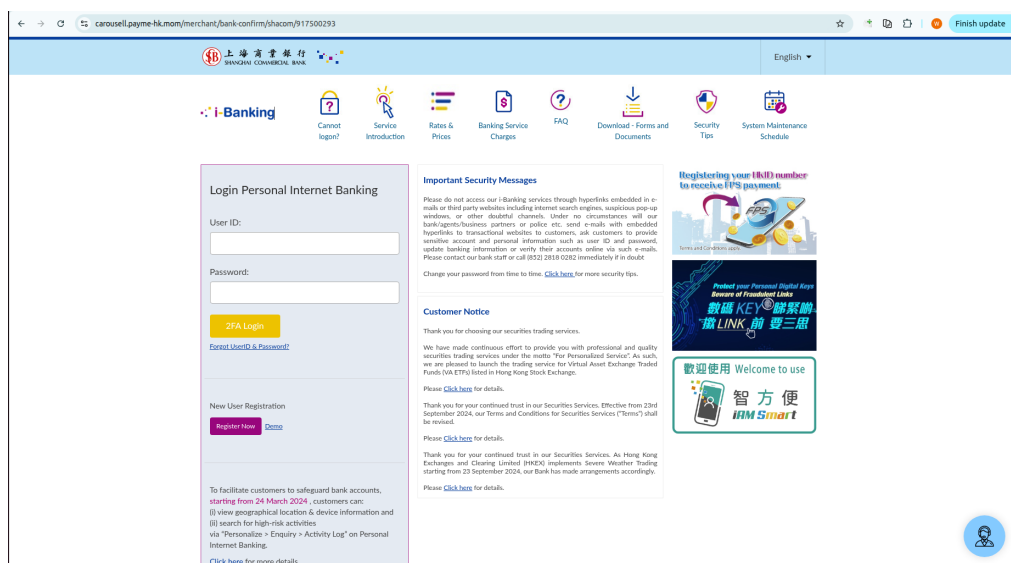 carousell.payme-hk.mom/merchant/bank-confirm/shacom/917500293
Finish update
上海商業銀行
SHANGHAI COMMERCIAL BANK
English
i-Banking
Cannot
logon?
Service
Introduction
Rates &
Prices
Banking Service
Charges
FAQ
Download - Forms and
Documents
Security
Tips
System Maintenance
Schedule
Login Personal Internet Banking
User ID:
Password:
2FA Login
Forgot UserID & Password?
New User Registration
Register Now
Demo
To facilitate customers to safeguard bank accounts,
starting from 24 March 2024 , customers can:
(i) view geographical location & device information and
(ii) search for high-risk activities
via "Personalize > Enquiry > Activity Log" on Personal
Internet Banking.
Click here for more details
Important Security Messages
Please do not access our i-Banking services through hyperlinks embedded in e-
mails or third party websites including internet search engines, suspicious pop-up
windows, or other doubtful channels. Under no circumstances will our
bank/agents/business partners or police etc. send e-mails with embedded
hyperlinks to transactional websites to customers, ask customers to provide
sensitive account and personal information such as user ID and password,
update banking information or verify their accounts online via such e-mails.
Please contact our bank staff or call (852) 2818 0282 immediately if in doubt
Change your password from time to time. Click here for more security tips.
Customer Notice
Thank you for choosing our securities trading services.
We have made continuous effort to provide you with professional and quality
securities trading services under the motto "For Personalized Service". As such,
we are pleased to launch the trading service for Virtual Asset Exchange Traded
Funds (VA ETFs) listed in Hong Kong Stock Exchange.
Please Click here for details.
Thank you for your continued trust in our Securities Services. Effective from 23rd
September 2024, our Terms and Conditions for Securities Services ("Terms") shall
be revised.
Please Click here for details.
Thank you for your continued trust in our Securities Services. As Hong Kong
Exchanges and Clearing Limited (HKEX) implements Severe Weather Trading
starting from 23 September 2024, our Bank has made arrangements accordingly.
Please Click here for details.
Registering your HKID number
to receive FPS payment
FPS
Terms and Conditions apply
Protect your Personal Digital Keys
Beware of Fraudulent Links
數碼 KEY 睇緊啲
撳 LINK 前 要三思
歡迎使用 Welcome to use
智方便
iAM Smart